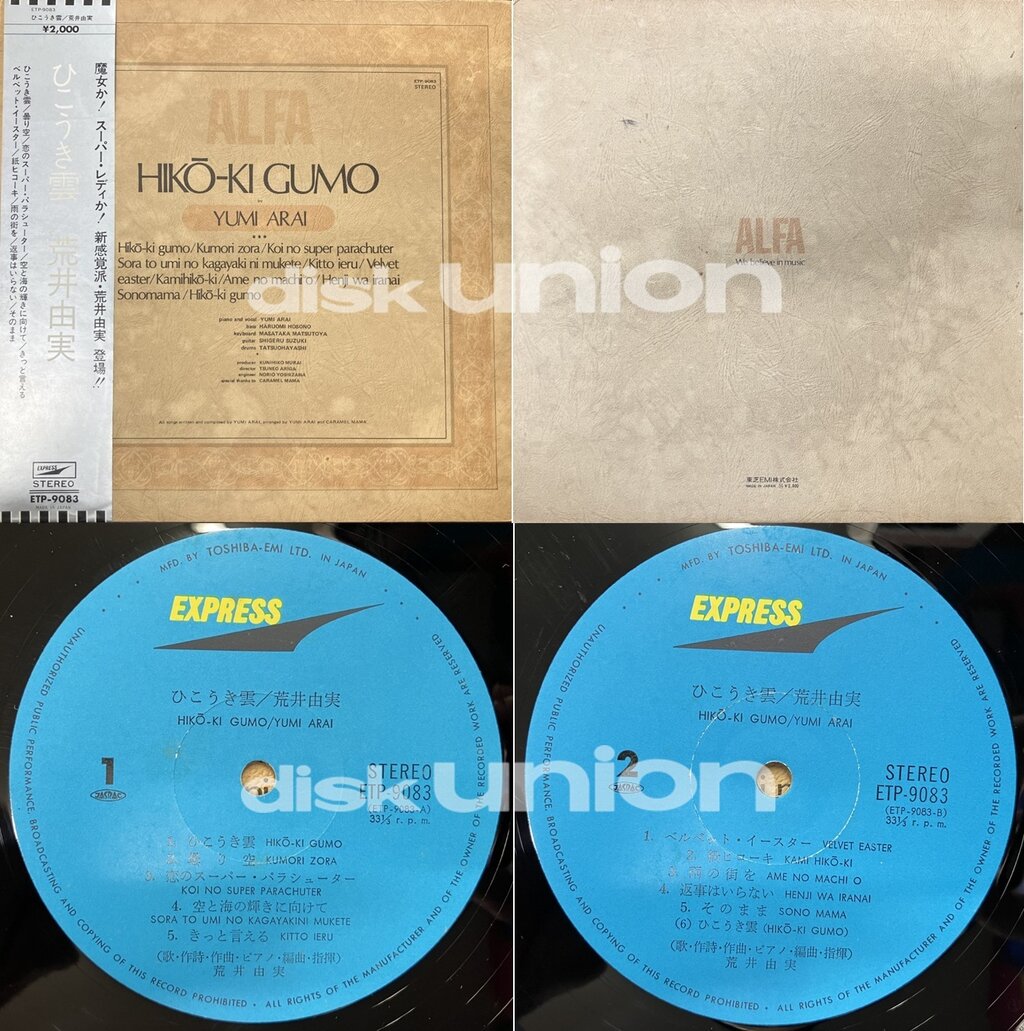 ETP-9083
ひこうき雲/荒井由実
¥2,000
魔女か! スーパー・レディか! 新感覚派・荒井由実 登場!!
ひこうき雲 荒井由実
ひこうき雲/曇り空/恋のスーパー・パラシューター/空と海の輝きに向けて/きっと言える
ベルベット・イースター/紙ヒコーキ/雨の街を/返事はいらない/そのまま
EXPRESS
STEREO
ETP-9083
MADE IN JAPAN
ETP-9083
STEREO
ALFA
HIKŌ-KI GUMO
by
YUMI ARAI
Hikō-ki gumo/Kumori zora/Koi no super parachuter
Sora to umi no kagayaki ni mukete/Kitto ieru/Velvet
easter/Kamihikō-ki/Ame no machi o/Henji wa iranai
Sonomama/Hikō-ki gumo
piano and vocal YUMI ARAI
bass HARUOMI HOSONO
keyboard MASATAKA MATSUTOYA
guitar SHIGERU SUZUKI
drums TATSUOHAYASHI
producer KUNIHIKO MURAI
director TSUNEO ARIGA
engineer NORIO YOSHIZAWA
special thanks to CARAMEL MAMA
All songs written and composed by YUMI ARAI, arranged by YUMI ARAI and CARAMEL MAMA
ALFA
We believe in music
東芝EMI株式会社
MADE IN JAPAN ¥2,000
disk union
MFD. BY TOSHIBA-EMI LTD. IN JAPAN
EXPRESS
ひこうき雲/荒井由実
HIKŌ-KI GUMO/YUMI ARAI
1
JASRAC
STEREO
ETP-9083
(ETP-9083-A)
33⅓ r. p. m.
1. ひこうき雲 HIKŌ-KI GUMO
2.曇り空 KUMORI ZORA
3. 恋のスーパー・パラシューター
KOI NO SUPER PARACHUTER
4. 空と海の輝きに向けて
SORA TO UMI NO KAGAYAKINI MUKETE
5. きっと言える KITTO IERU
(歌・作詩・作曲・ピアノ・編曲・指揮)
荒井由実
UNAUTHORIZED PUBLIC PERFORMANCE, BROADCASTING AND COPYING OF THIS RECORD PROHIBITED • ALL RIGHTS OF THE MANUFACTURER AND OF THE OWNER OF THE RECORDED WORK ARE RESERVED
MFD. BY TOSHIBA-EMI LTD. IN JAPAN
EXPRESS
ひこうき雲/荒井由実
HIKŌ-KI GUMO/YUMI ARAI
2
JASRAC
STEREO
ETP-9083
(ETP-9083-B)
33⅓ r. p. m.
1. ベルベット・イースター VELVET EASTER
2. 紙ヒコーキ KAMI HIKŌ-KI
3. 雨の街を AME NO MACHI O
4. 返事はいらない HENJI WA IRANAI
5. そのまま SONO MAMA
(6) ひこうき雲 (HIKŌ-KI GUMO)
(歌・作詩・作曲・ピアノ・編曲・指揮)
荒井由実
UNAUTHORIZED PUBLIC PERFORMANCE, BROADCASTING AND COPYING OF THIS RECORD PROHIBITED • ALL RIGHTS OF THE MANUFACTURER AND OF THE OWNER OF THE RECORDED WORK ARE RESERVED
disk union